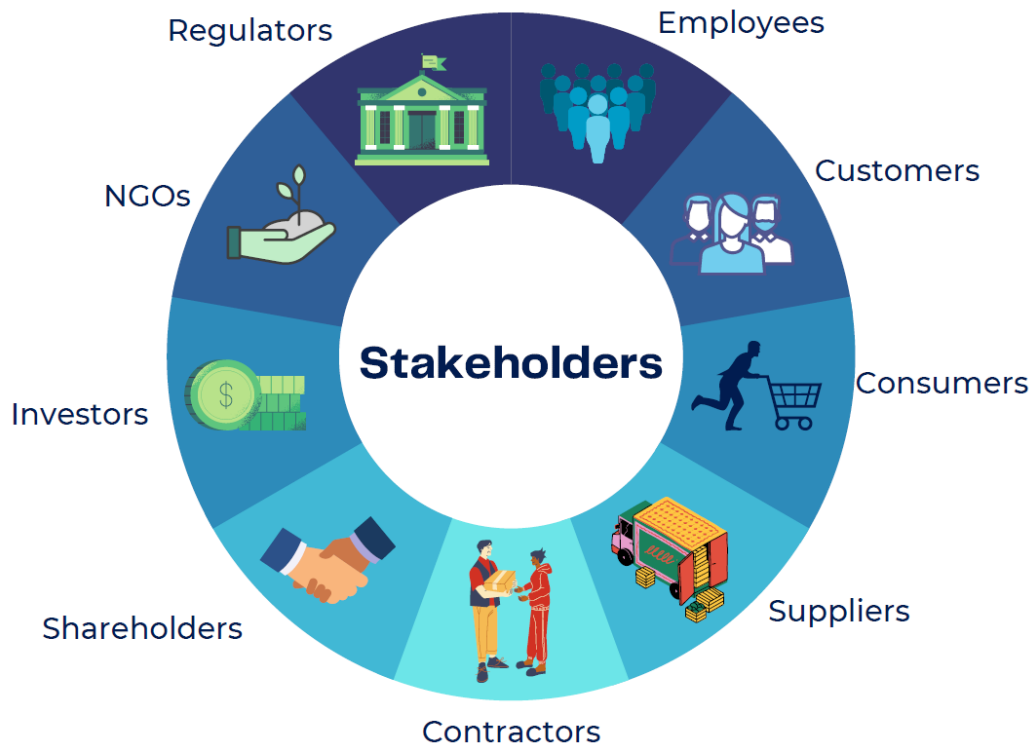 Regulators
Employees
NGOs
Customers
Stakeholders
Investors
Consumers
$
Shareholders
Suppliers
Contractors